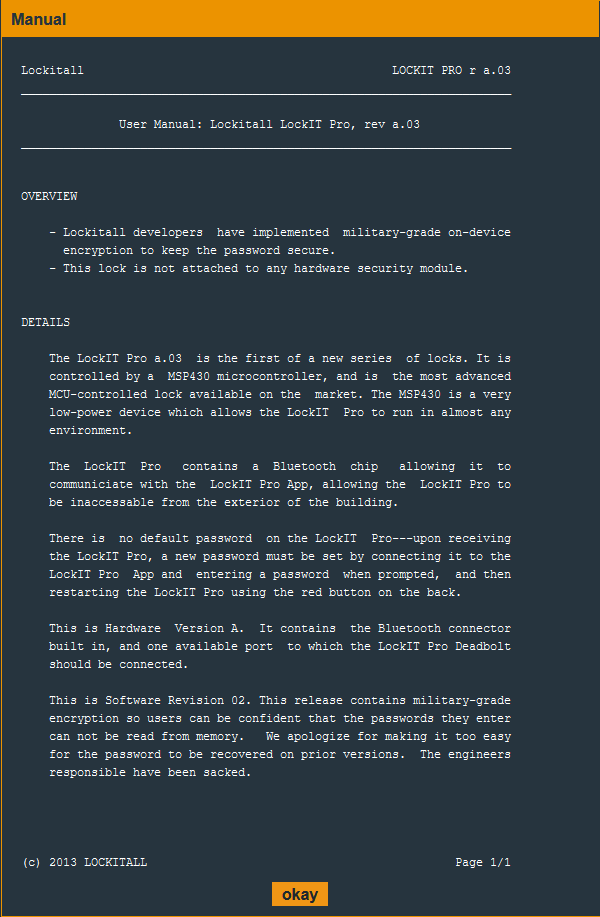 Manual
Lockitall LOCKIT PRO r a.03
User Manual: Lockitall LockIT Pro, rev a.03
OVERVIEW
- Lockitall developers have implemented military-grade on-device
encryption to keep the password secure.
- This lock is not attached to any hardware security module.
DETAILS
The LockIT Pro a.03 is the first of a new series of locks. It is
controlled by a MSP430 microcontroller, and is the most advanced
MCU-controlled lock available on the market. The MSP430 is a very
low-power device which allows the LockIT Pro to run in almost any
environment.
The LockIT Pro contains a Bluetooth chip allowing it to
communiciate with the LockIT Pro App, allowing the LockIT Pro to
be inaccessable from the exterior of the building.
There is no default password on the LockIT Pro---upon receiving
the LockIT Pro, a new password must be set by connecting it to the
LockIT Pro App and entering a password when prompted, and then
restarting the LockIT Pro using the red button on the back.
This is Hardware Version A. It contains the Bluetooth connector
built in, and one available port to which the LockIT Pro Deadbolt
should be connected.
This is Software Revision 02. This release contains military-grade
encryption so users can be confident that the passwords they enter
can not be read from memory. We apologize for making it too easy
for the password to be recovered on prior versions. The engineers
responsible have been sacked.
(c) 2013 LOCKITALL Page 1/1
okay